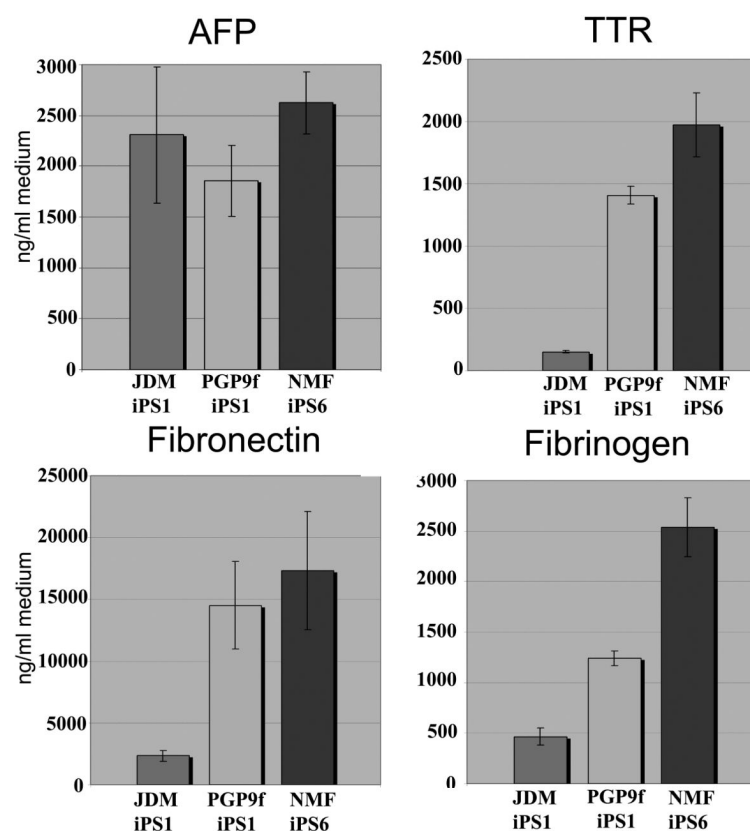 AFP
TTR
ng/ml medium
3000
2500
2000
1500
1000
500
0
JDM PGP9f NMF
iPS1 iPS1 iPS6
2500
2000
1500
1000
500
0
JDM PGP9f NMF
iPS1 iPS1 iPS6
Fibronectin
Fibrinogen
ng/ml medium
25000
20000
15000
10000
5000
0
JDM PGP9f NMF
iPS1 iPS1 iPS6
3000
2500
2000
1500
1000
500
0
JDM PGP9f NMF
iPS1 iPS1 iPS6